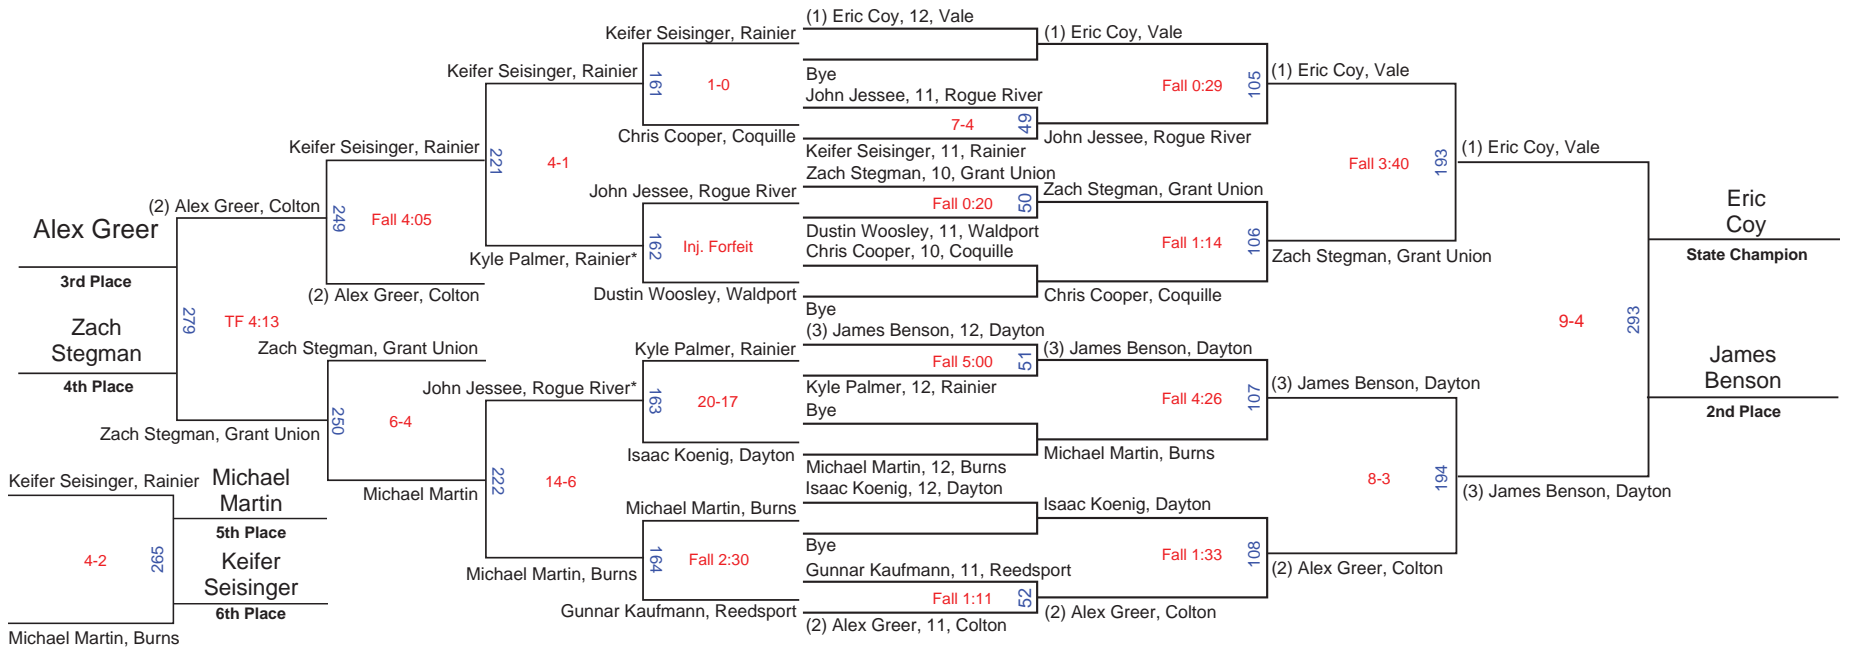 (1) Eric Coy, 12, Vale
Bye
John Jessee, 11, Rogue River
7-4
49
Keifer Seisinger, 11, Rainier
Zach Stegman, 10, Grant Union
Fall 0:20
50
Dustin Woosley, 11, Waldport
Chris Cooper, 10, Coquille
Bye
(3) James Benson, 12, Dayton
Fall 5:00
51
Kyle Palmer, 12, Rainier
Bye
Michael Martin, 12, Burns
Isaac Koenig, 12, Dayton
Bye
Gunnar Kaufmann, 11, Reedsport
Fall 1:11
52
(2) Alex Greer, 11, Colton
(1) Eric Coy, Vale
Fall 0:29
105
John Jessee, Rogue River
Zach Stegman, Grant Union
Fall 1:14
106
Chris Cooper, Coquille
(3) James Benson, Dayton
Fall 4:26
107
Michael Martin, Burns
Isaac Koenig, Dayton
Fall 1:33
108
(2) Alex Greer, Colton
(1) Eric Coy, Vale
Fall 3:40
193
Zach Stegman, Grant Union
(3) James Benson, Dayton
8-3
194
(2) Alex Greer, Colton
(1) Eric Coy, Vale
9-4
293
(3) James Benson, Dayton
Eric
Coy
State Champion
James
Benson
2nd Place
Keifer Seisinger, Rainier
161
1-0
Chris Cooper, Coquille
John Jessee, Rogue River
162
Inj. Forfeit
Dustin Woosley, Waldport
Kyle Palmer, Rainier
163
20-17
Isaac Koenig, Dayton
Michael Martin, Burns
164
Fall 2:30
Gunnar Kaufmann, Reedsport
Keifer Seisinger, Rainier
221
4-1
Kyle Palmer, Rainier*
John Jessee, Rogue River*
222
14-6
Michael Martin, Burns
Keifer Seisinger, Rainier
249
Fall 4:05
(2) Alex Greer, Colton
Zach Stegman, Grant Union
250
6-4
Michael Martin
(2) Alex Greer, Colton
279
TF 4:13
Zach Stegman, Grant Union
Alex Greer
3rd Place
Zach
Stegman
4th Place
Keifer Seisinger, Rainier
4-2
265
Michael Martin, Burns
Michael
Martin
5th Place
Keifer
Seisinger
6th Place